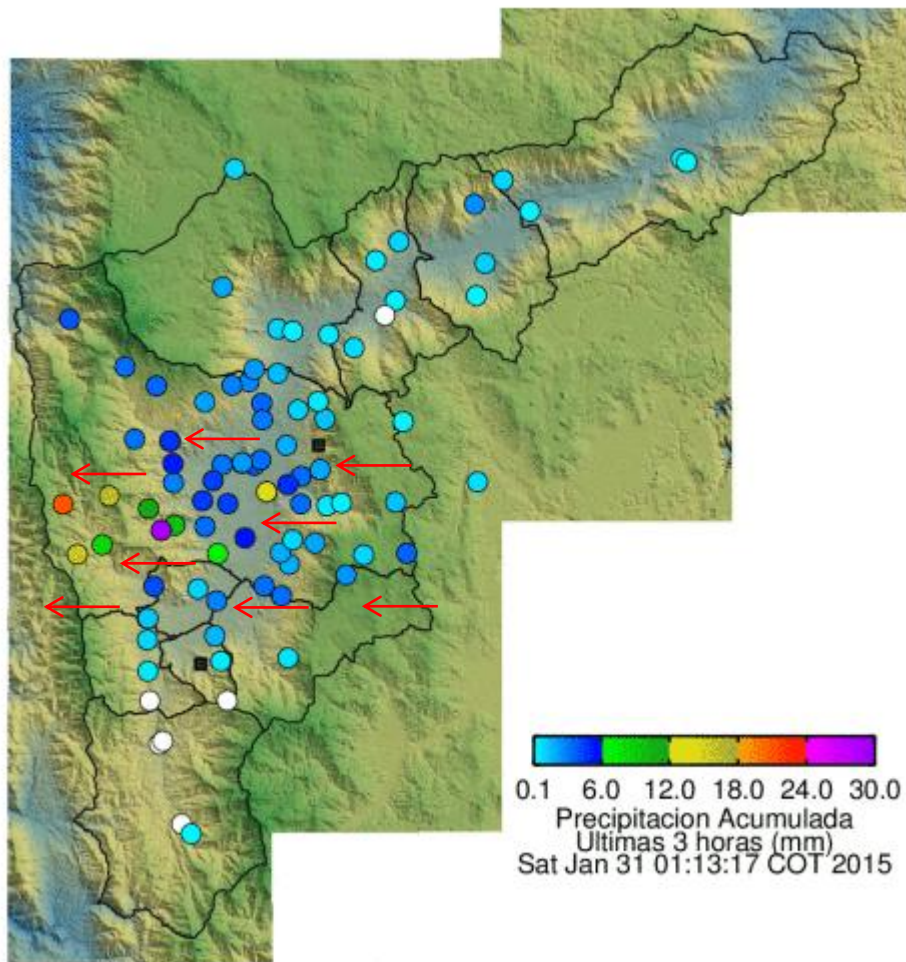 0.1 6.0 12.0 18.0 24.0 30.0
Precipitacion Acumulada
Ultimas 3 horas (mm)
Sat Jan 31 01:13:17 COT 2015